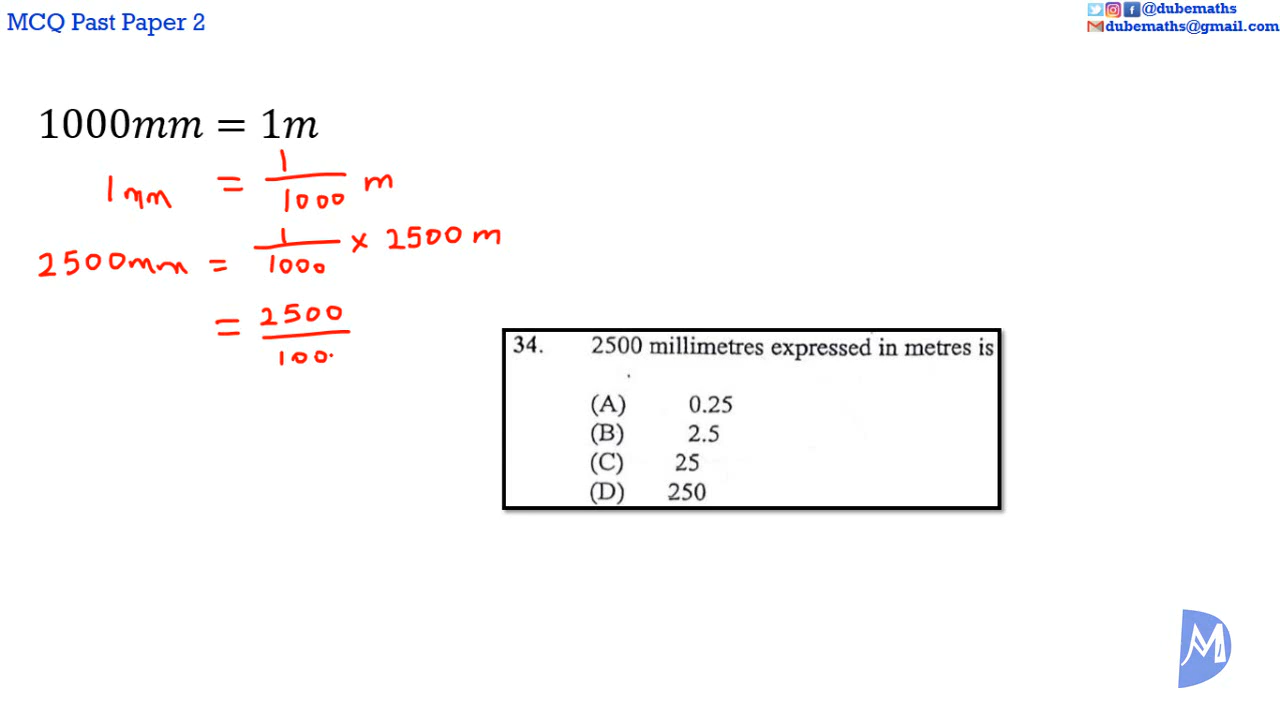 MCQ Past Paper 2
@dubemaths
dubemaths@gmail.com
1000mm = 1m
1mm = 1/1000 m
2500mm = 1/1000 × 2500 m
= 2500/100
34. 2500 millimetres expressed in metres is
(A) 0.25
(B) 2.5
(C) 25
(D) 250
M